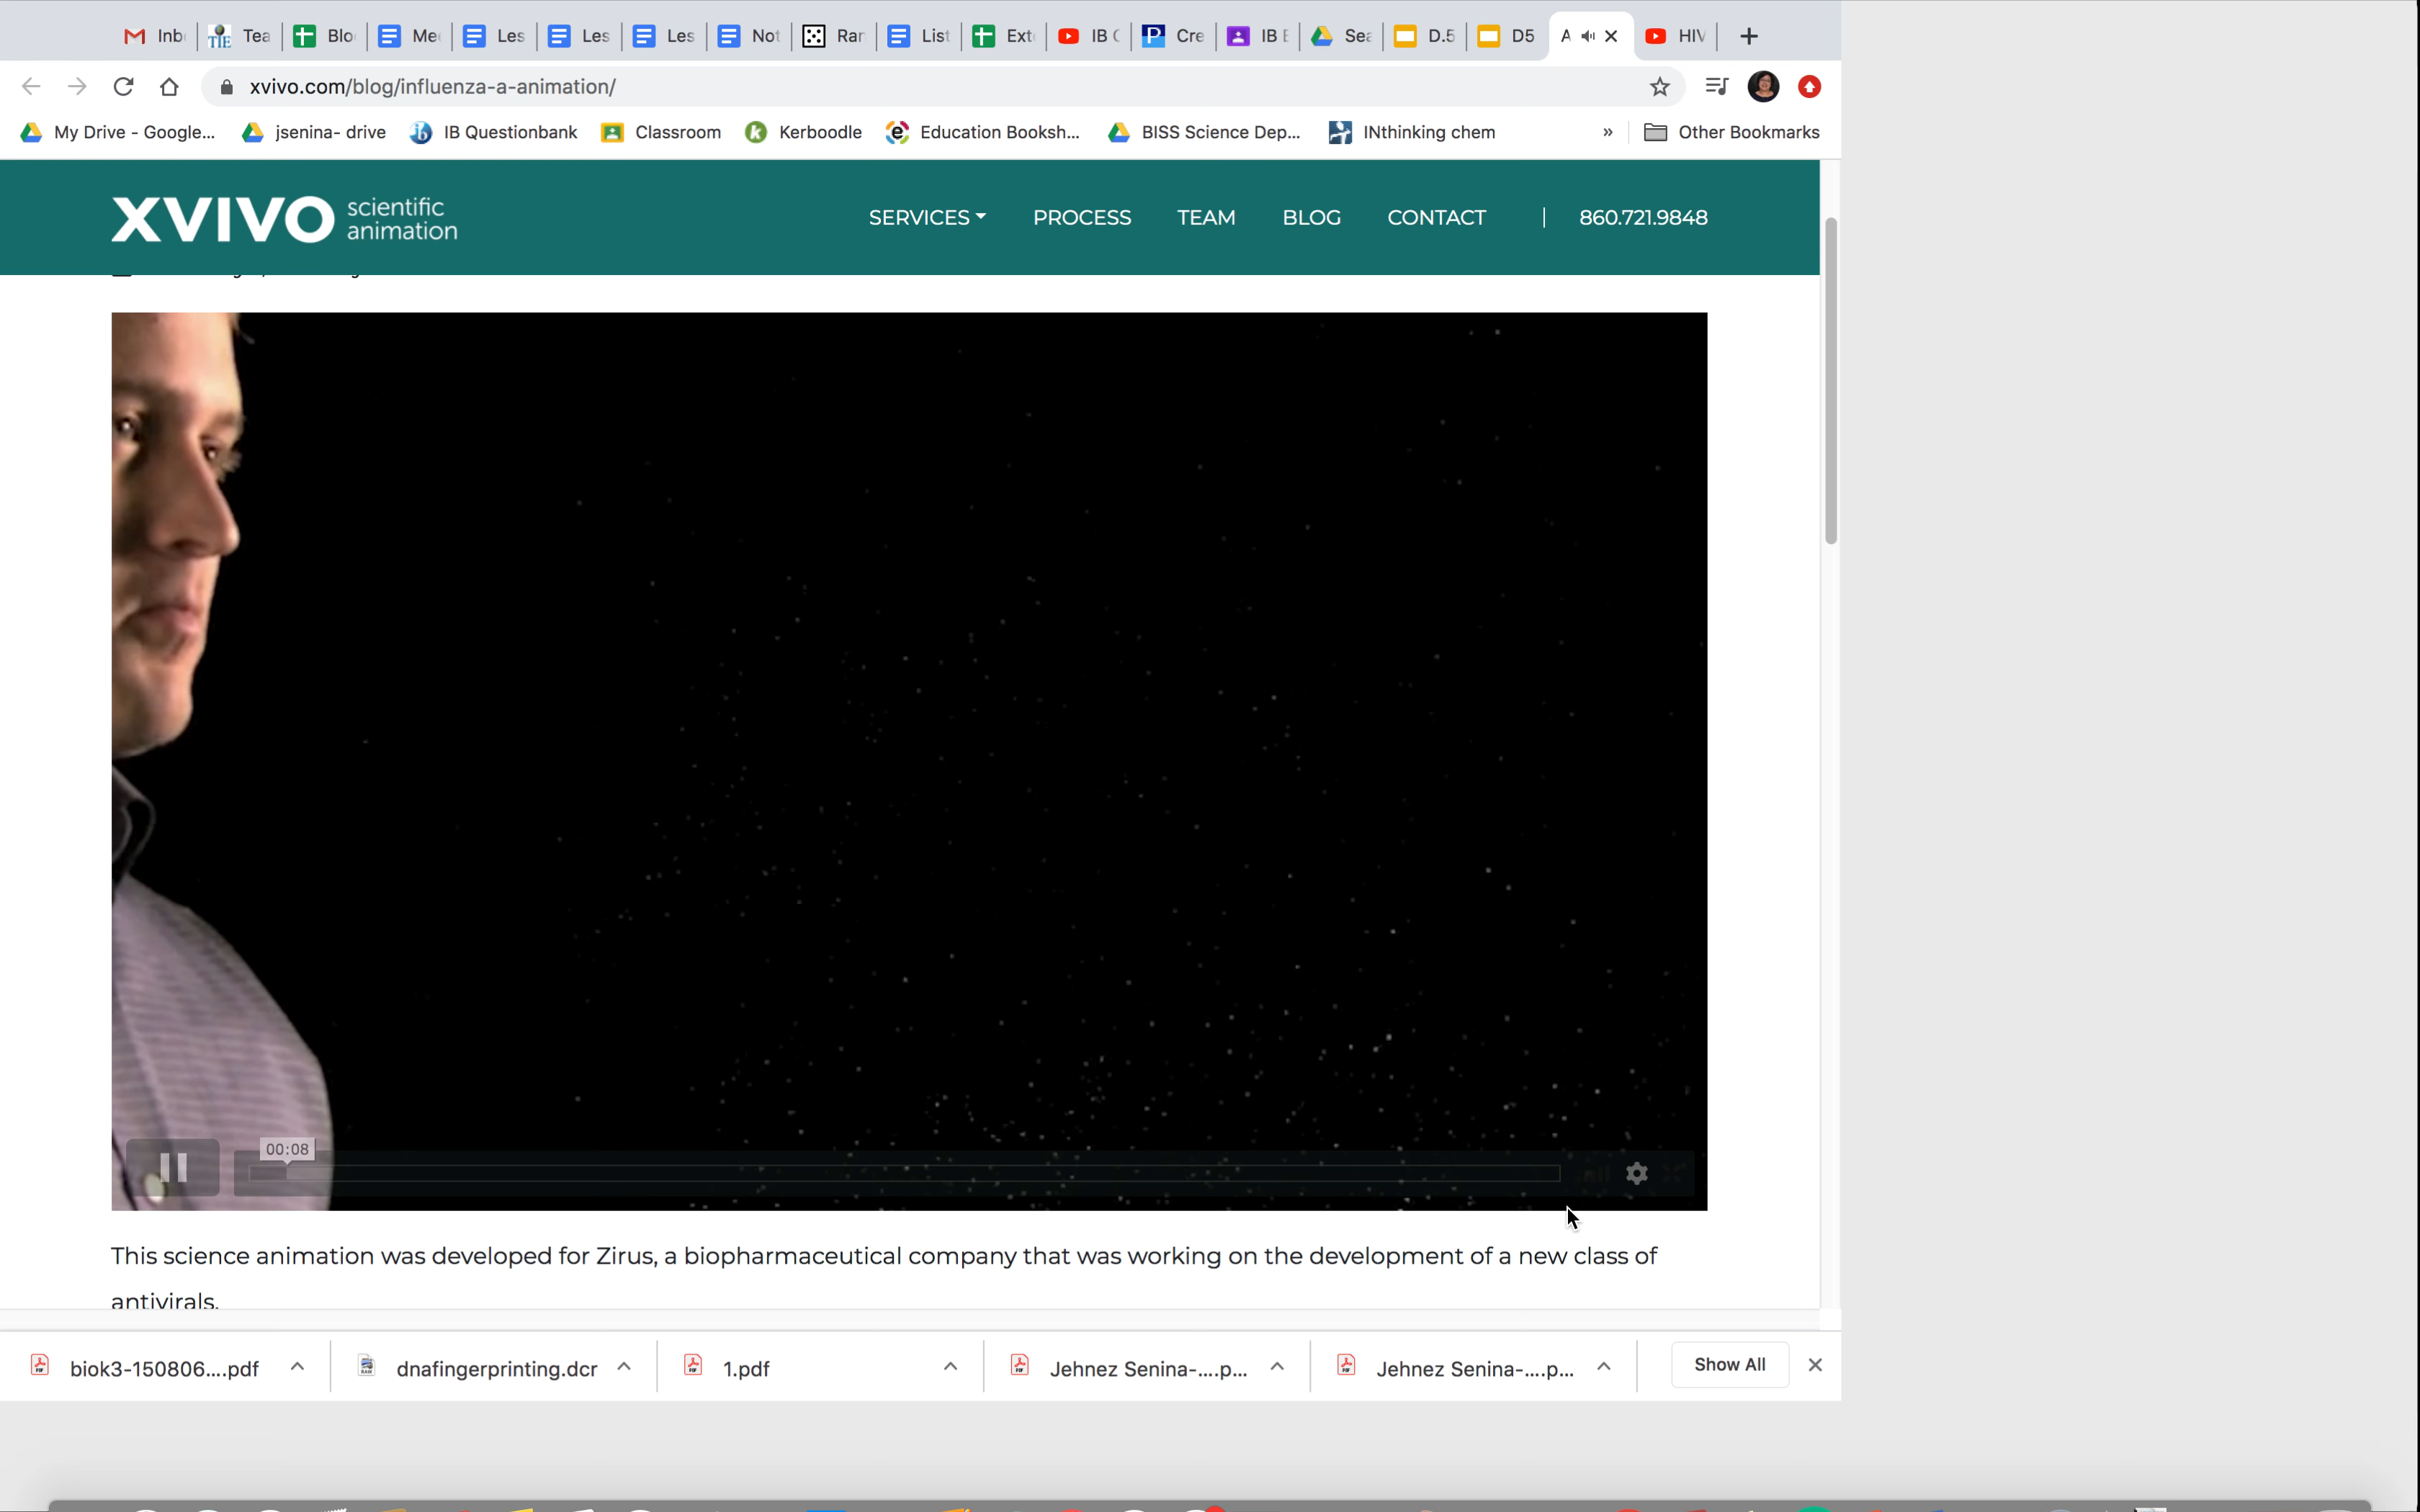 Inb
Tea
Blo
Me
Les
Les
Les
Not
Rar
List
Ext
IB C
Cre
IB E
Sea
D.5
D5
A
HIV
xvivo.com/blog/influenza-a-animation/
My Drive - Google...
jsenina- drive
IB Questionbank
Classroom
Kerboodle
Education Booksh...
BISS Science Dep...
INthinking chem
»
Other Bookmarks
XVIVO
scientific
animation
SERVICES
PROCESS
TEAM
BLOG
CONTACT
|
860.721.9848
00:08
This science animation was developed for Zirus, a biopharmaceutical company that was working on the development of a new class of
antivirals.
biok3-150806....pdf
dnafingerprinting.dcr
1.pdf
Jehnez Senina-....p...
Jehnez Senina-....p...
Show All